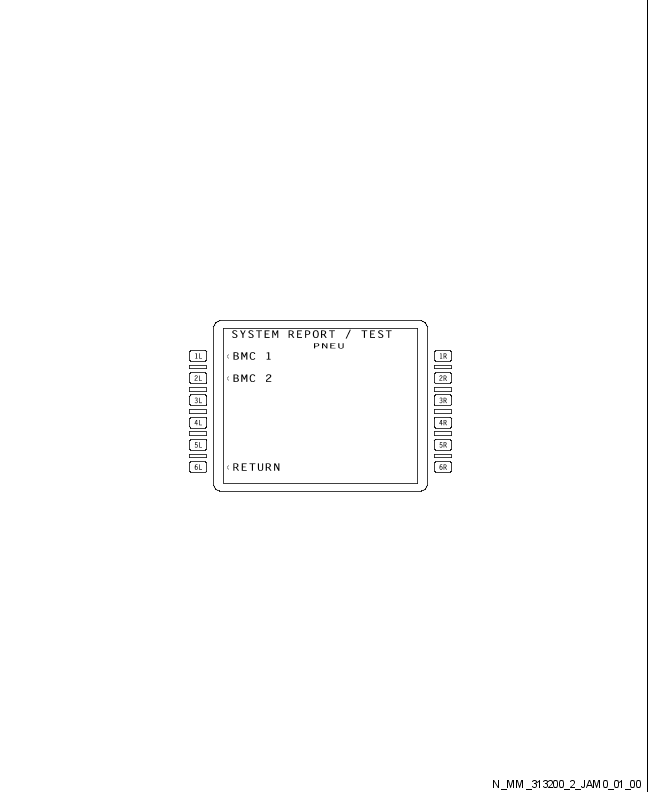 SYSTEM REPORT / TEST
PNEU
1L ‹BMC 1 1R
2L ‹BMC 2 2R
3L 3R
4L 4R
5L 5R
6L ‹RETURN 6R
N_MM_313200_2_JAM0_01_00